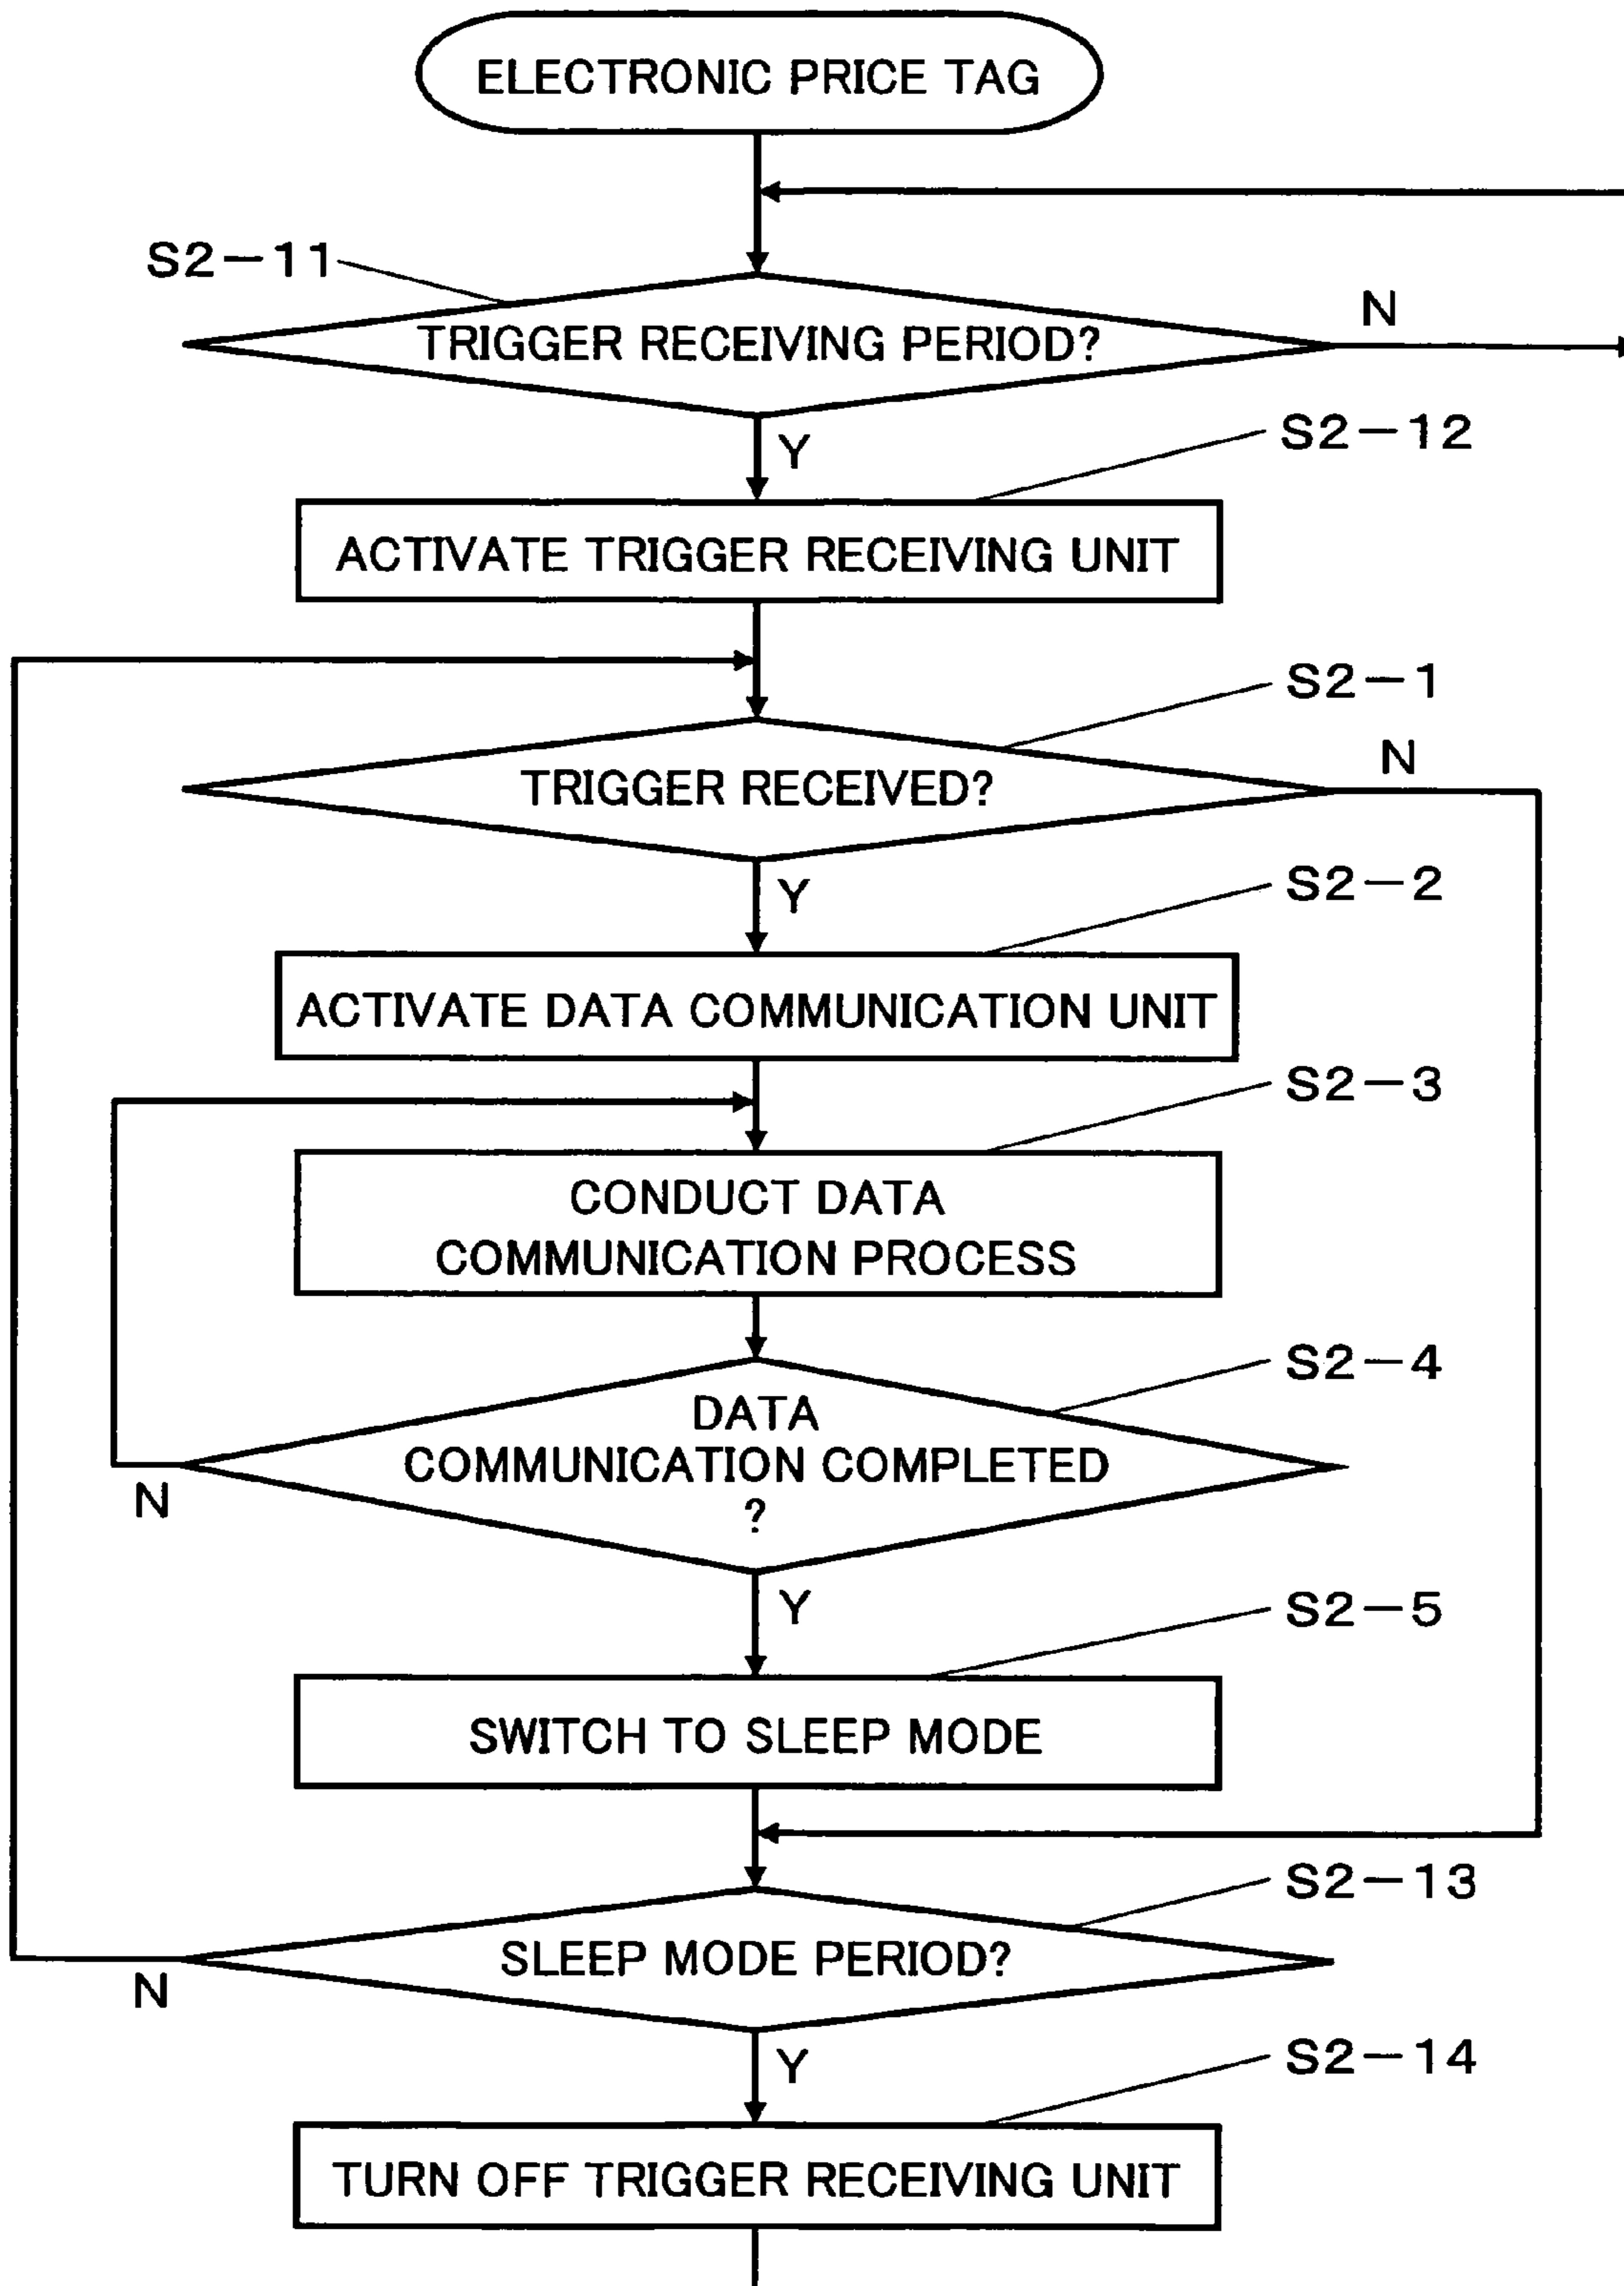 ELECTRONIC PRICE TAG
S2-11
TRIGGER RECEIVING PERIOD?
N
Y
S2-12
ACTIVATE TRIGGER RECEIVING UNIT
S2-1
TRIGGER RECEIVED?
N
Y
S2-2
ACTIVATE DATA COMMUNICATION UNIT
S2-3
CONDUCT DATA
COMMUNICATION PROCESS
S2-4
DATA
COMMUNICATION COMPLETED
?
N
Y
S2-5
SWITCH TO SLEEP MODE
S2-13
SLEEP MODE PERIOD?
N
Y
S2-14
TURN OFF TRIGGER RECEIVING UNIT